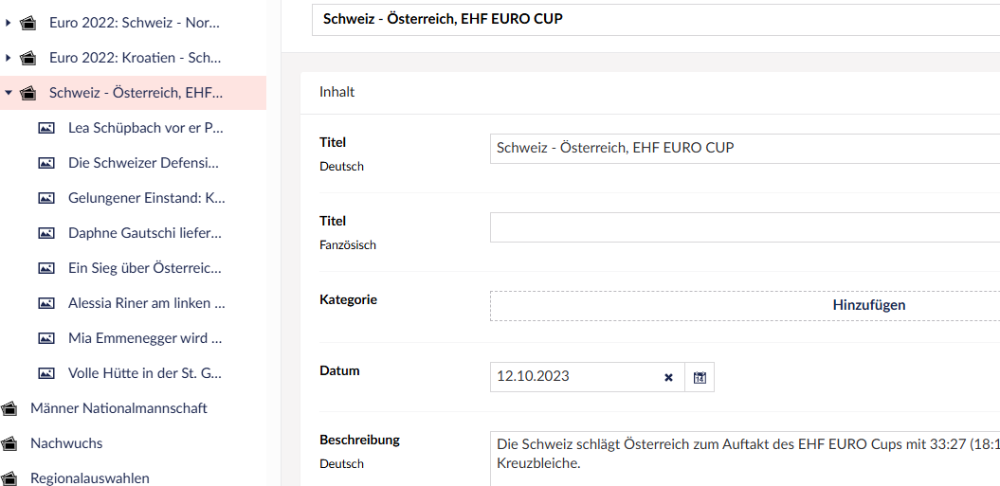 Euro 2022: Schweiz - Nor...
Euro 2022: Kroatien - Sch...
Schweiz - Österreich, EHF...
Lea Schüpbach vor er P...
Die Schweizer Defensi...
Gelungener Einstand: K...
Daphne Gautschi liefer...
Ein Sieg über Österreic...
Alessia Riner am linken ...
Mia Emmenegger wird ...
Volle Hütte in der St. G...
Männer Nationalmannschaft
Nachwuchs
Regionalauswahlen
Schweiz - Österreich, EHF EURO CUP
Inhalt
Titel
Deutsch
Schweiz - Österreich, EHF EURO CUP
Titel
Fanzösisch
Kategorie
Hinzufügen
Datum
12.10.2023
14
Beschreibung
Deutsch
Die Schweiz schlägt Österreich zum Auftakt des EHF EURO Cups mit 33:27 (18:1
Kreuzbleiche.